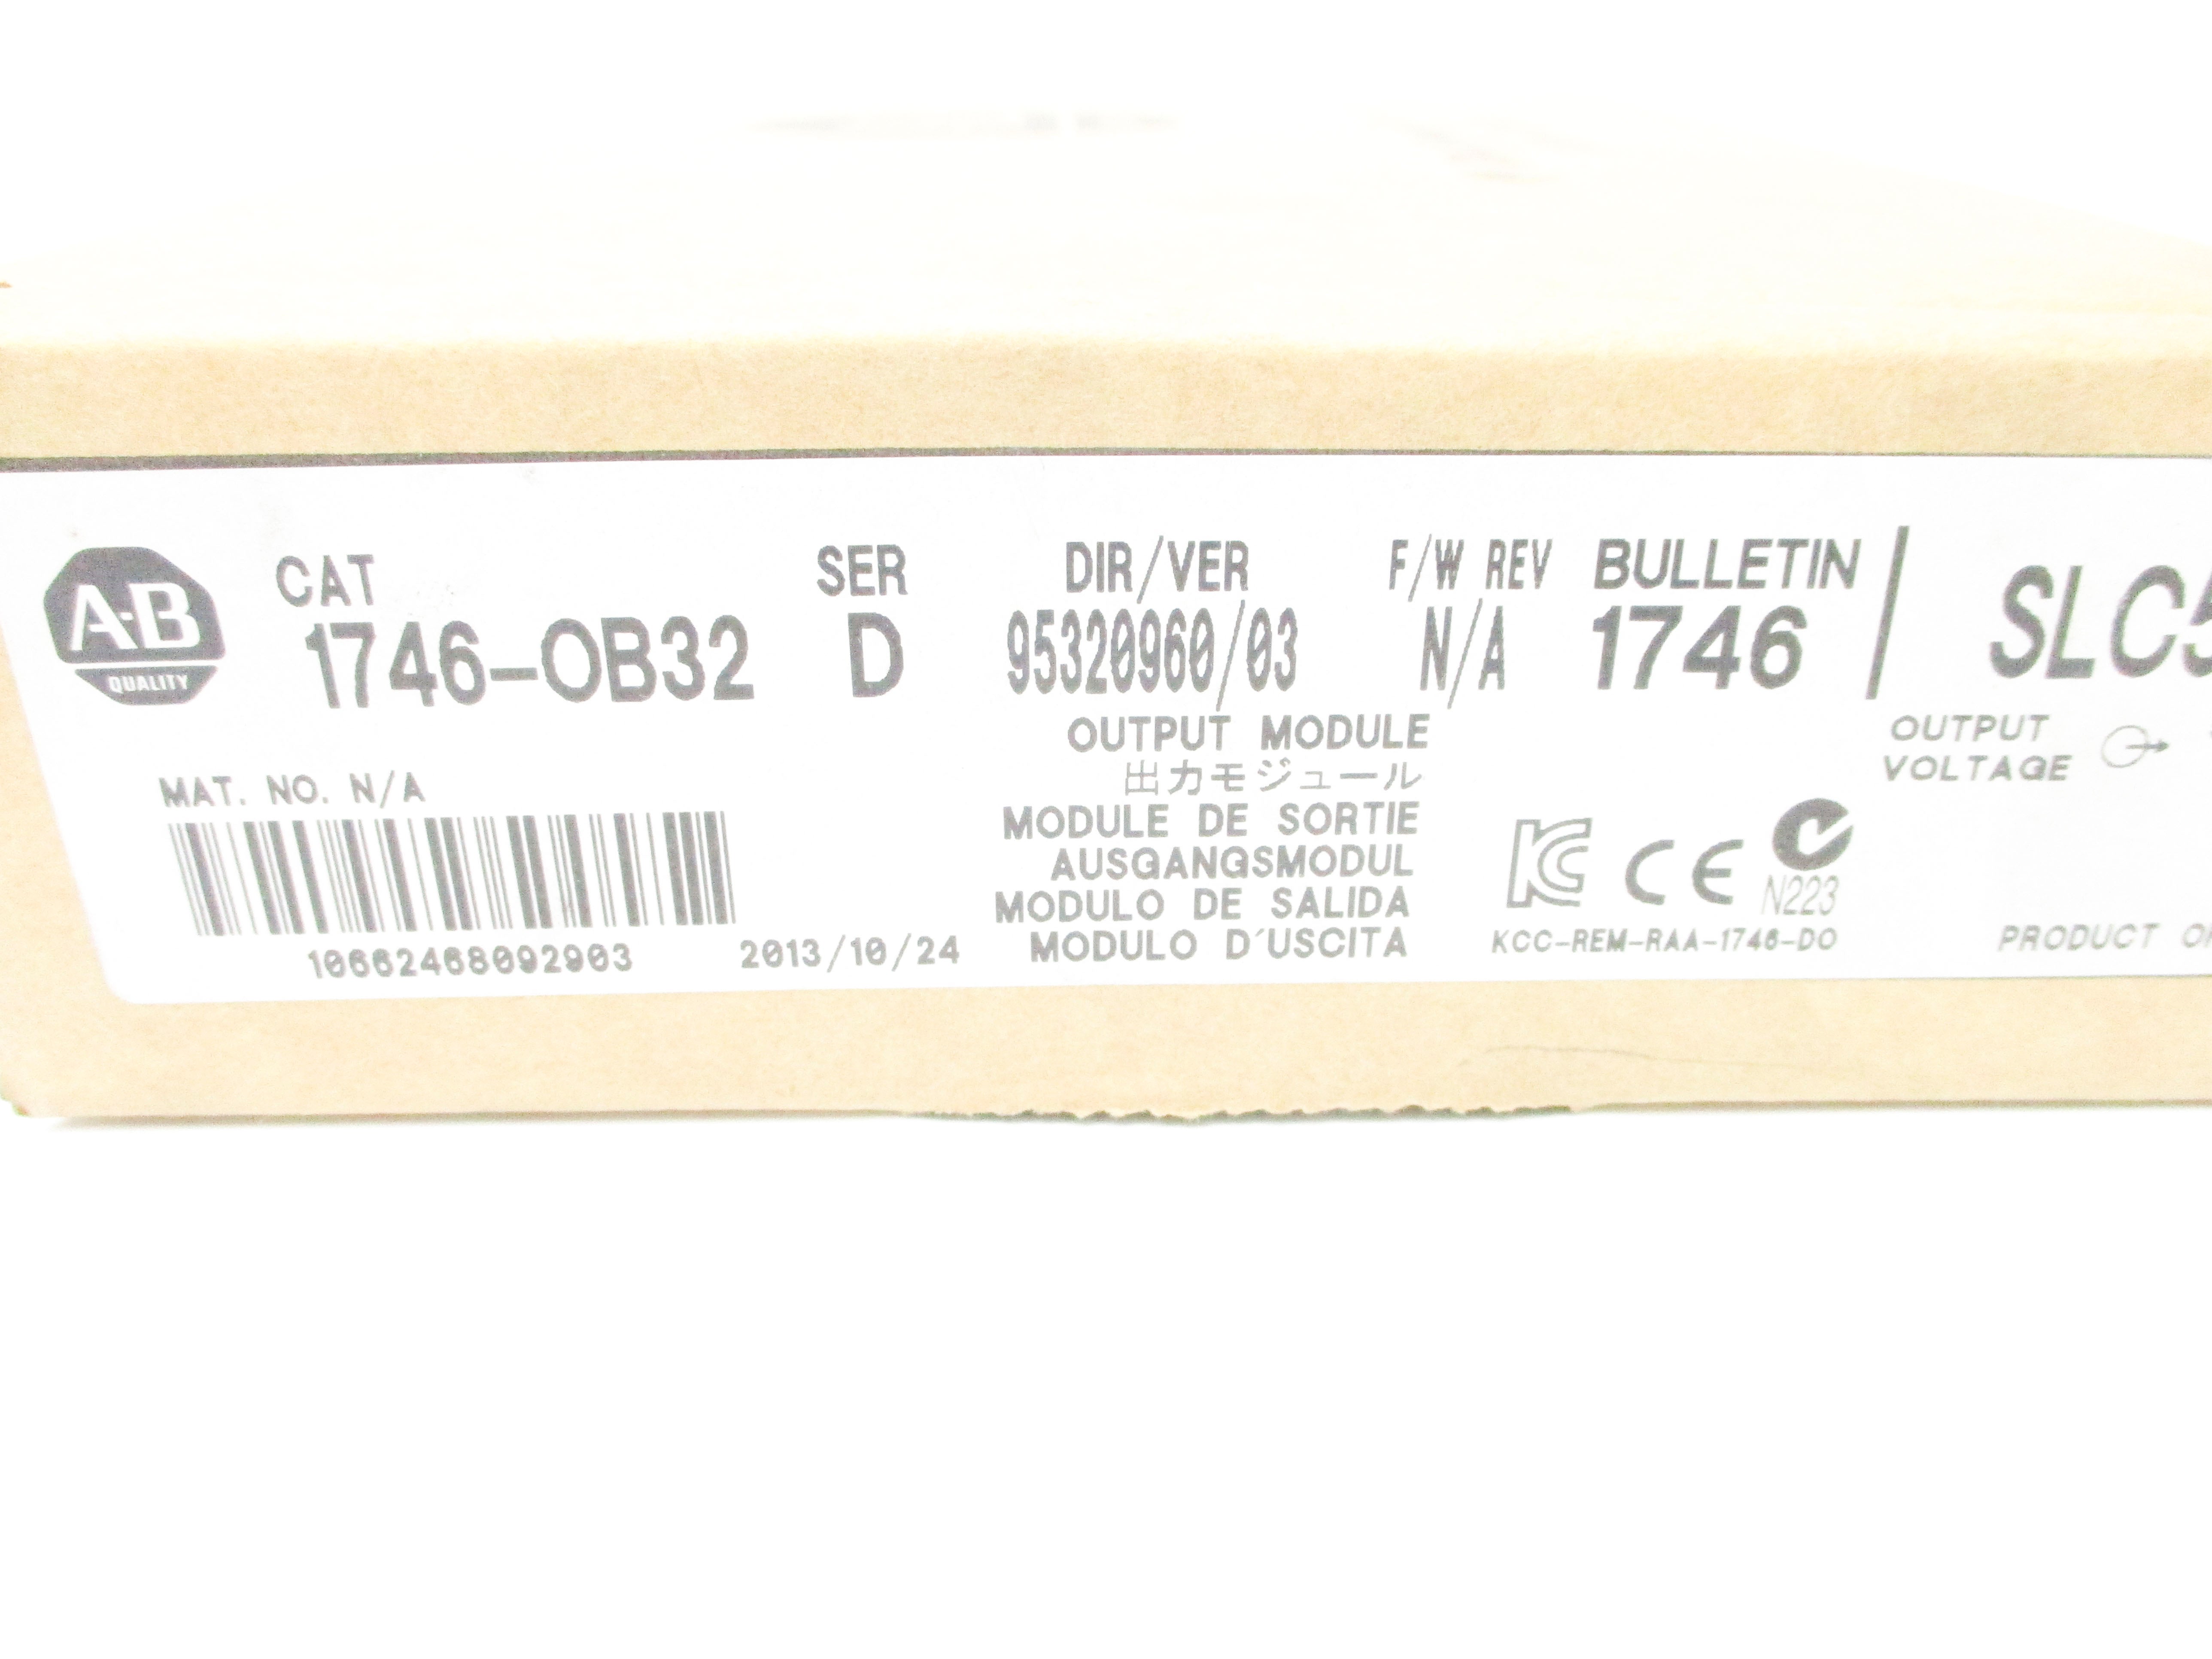 A-B
QUALITY
CAT SER DIR/VER F/W REV BULLETIN
1746-OB32 D 95320960/03 N/A 1746 SLC5
OUTPUT MODULE
出力モジュール
MODULE DE SORTIE
AUSGANGSMODUL
MODULO DE SALIDA
MODULO D'USCITA
OUTPUT
VOLTAGE
MAT. NO. N/A
10662468092903
2013/10/24
KC CE
N223
KCC-REM-RAA-1746-DO
PRODUCT